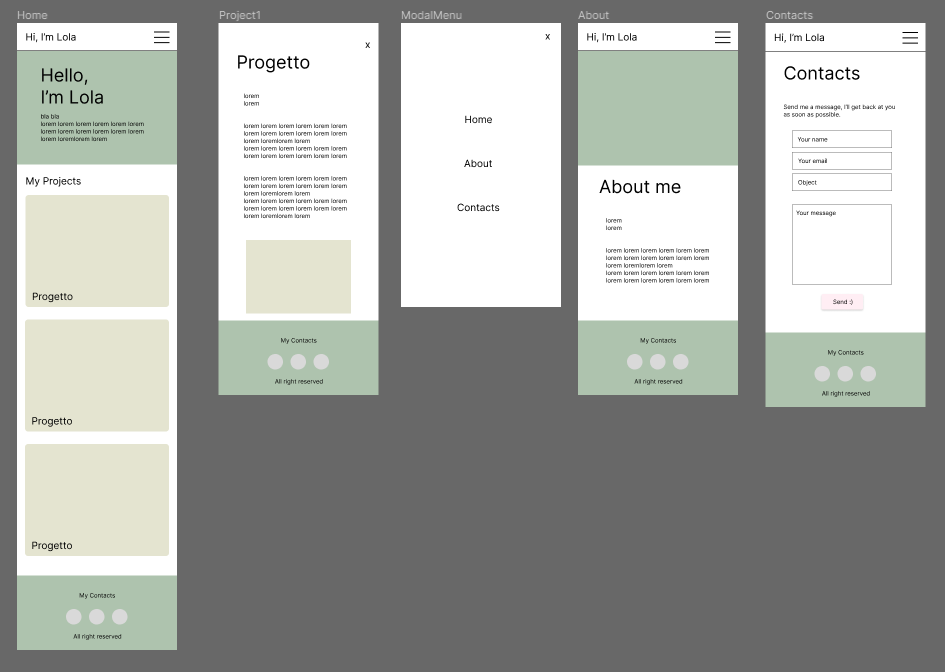 Home
Hi, I'm Lola
Hello,
I'm Lola
bla bla
lorem lorem lorem lorem lorem lorem
lorem lorem lorem lorem lorem lorem
lorem loremlorem lorem
My Projects
Progetto
Progetto
Progetto
My Contacts
All right reserved
Project1
x
Progetto
lorem
lorem
lorem lorem lorem lorem lorem lorem
lorem lorem lorem lorem lorem lorem
lorem loremlorem lorem
lorem lorem lorem lorem lorem lorem
lorem lorem lorem lorem lorem lorem
lorem lorem lorem lorem lorem lorem
lorem lorem lorem lorem lorem lorem
lorem loremlorem lorem
lorem lorem lorem lorem lorem lorem
lorem lorem lorem lorem lorem lorem
lorem loremlorem lorem
My Contacts
All right reserved
ModalMenu
x
Home
About
Contacts
About
Hi, I'm Lola
About me
lorem
lorem
lorem lorem lorem lorem lorem lorem
lorem lorem lorem lorem lorem lorem
lorem loremlorem lorem
lorem lorem lorem lorem lorem lorem
lorem lorem lorem lorem lorem lorem
My Contacts
All right reserved
Contacts
Hi, I'm Lola
Contacts
Send me a message, I'll get back at you
as soon as possible.
Your name
Your email
Object
Your message
Send :)
My Contacts
All right reserved